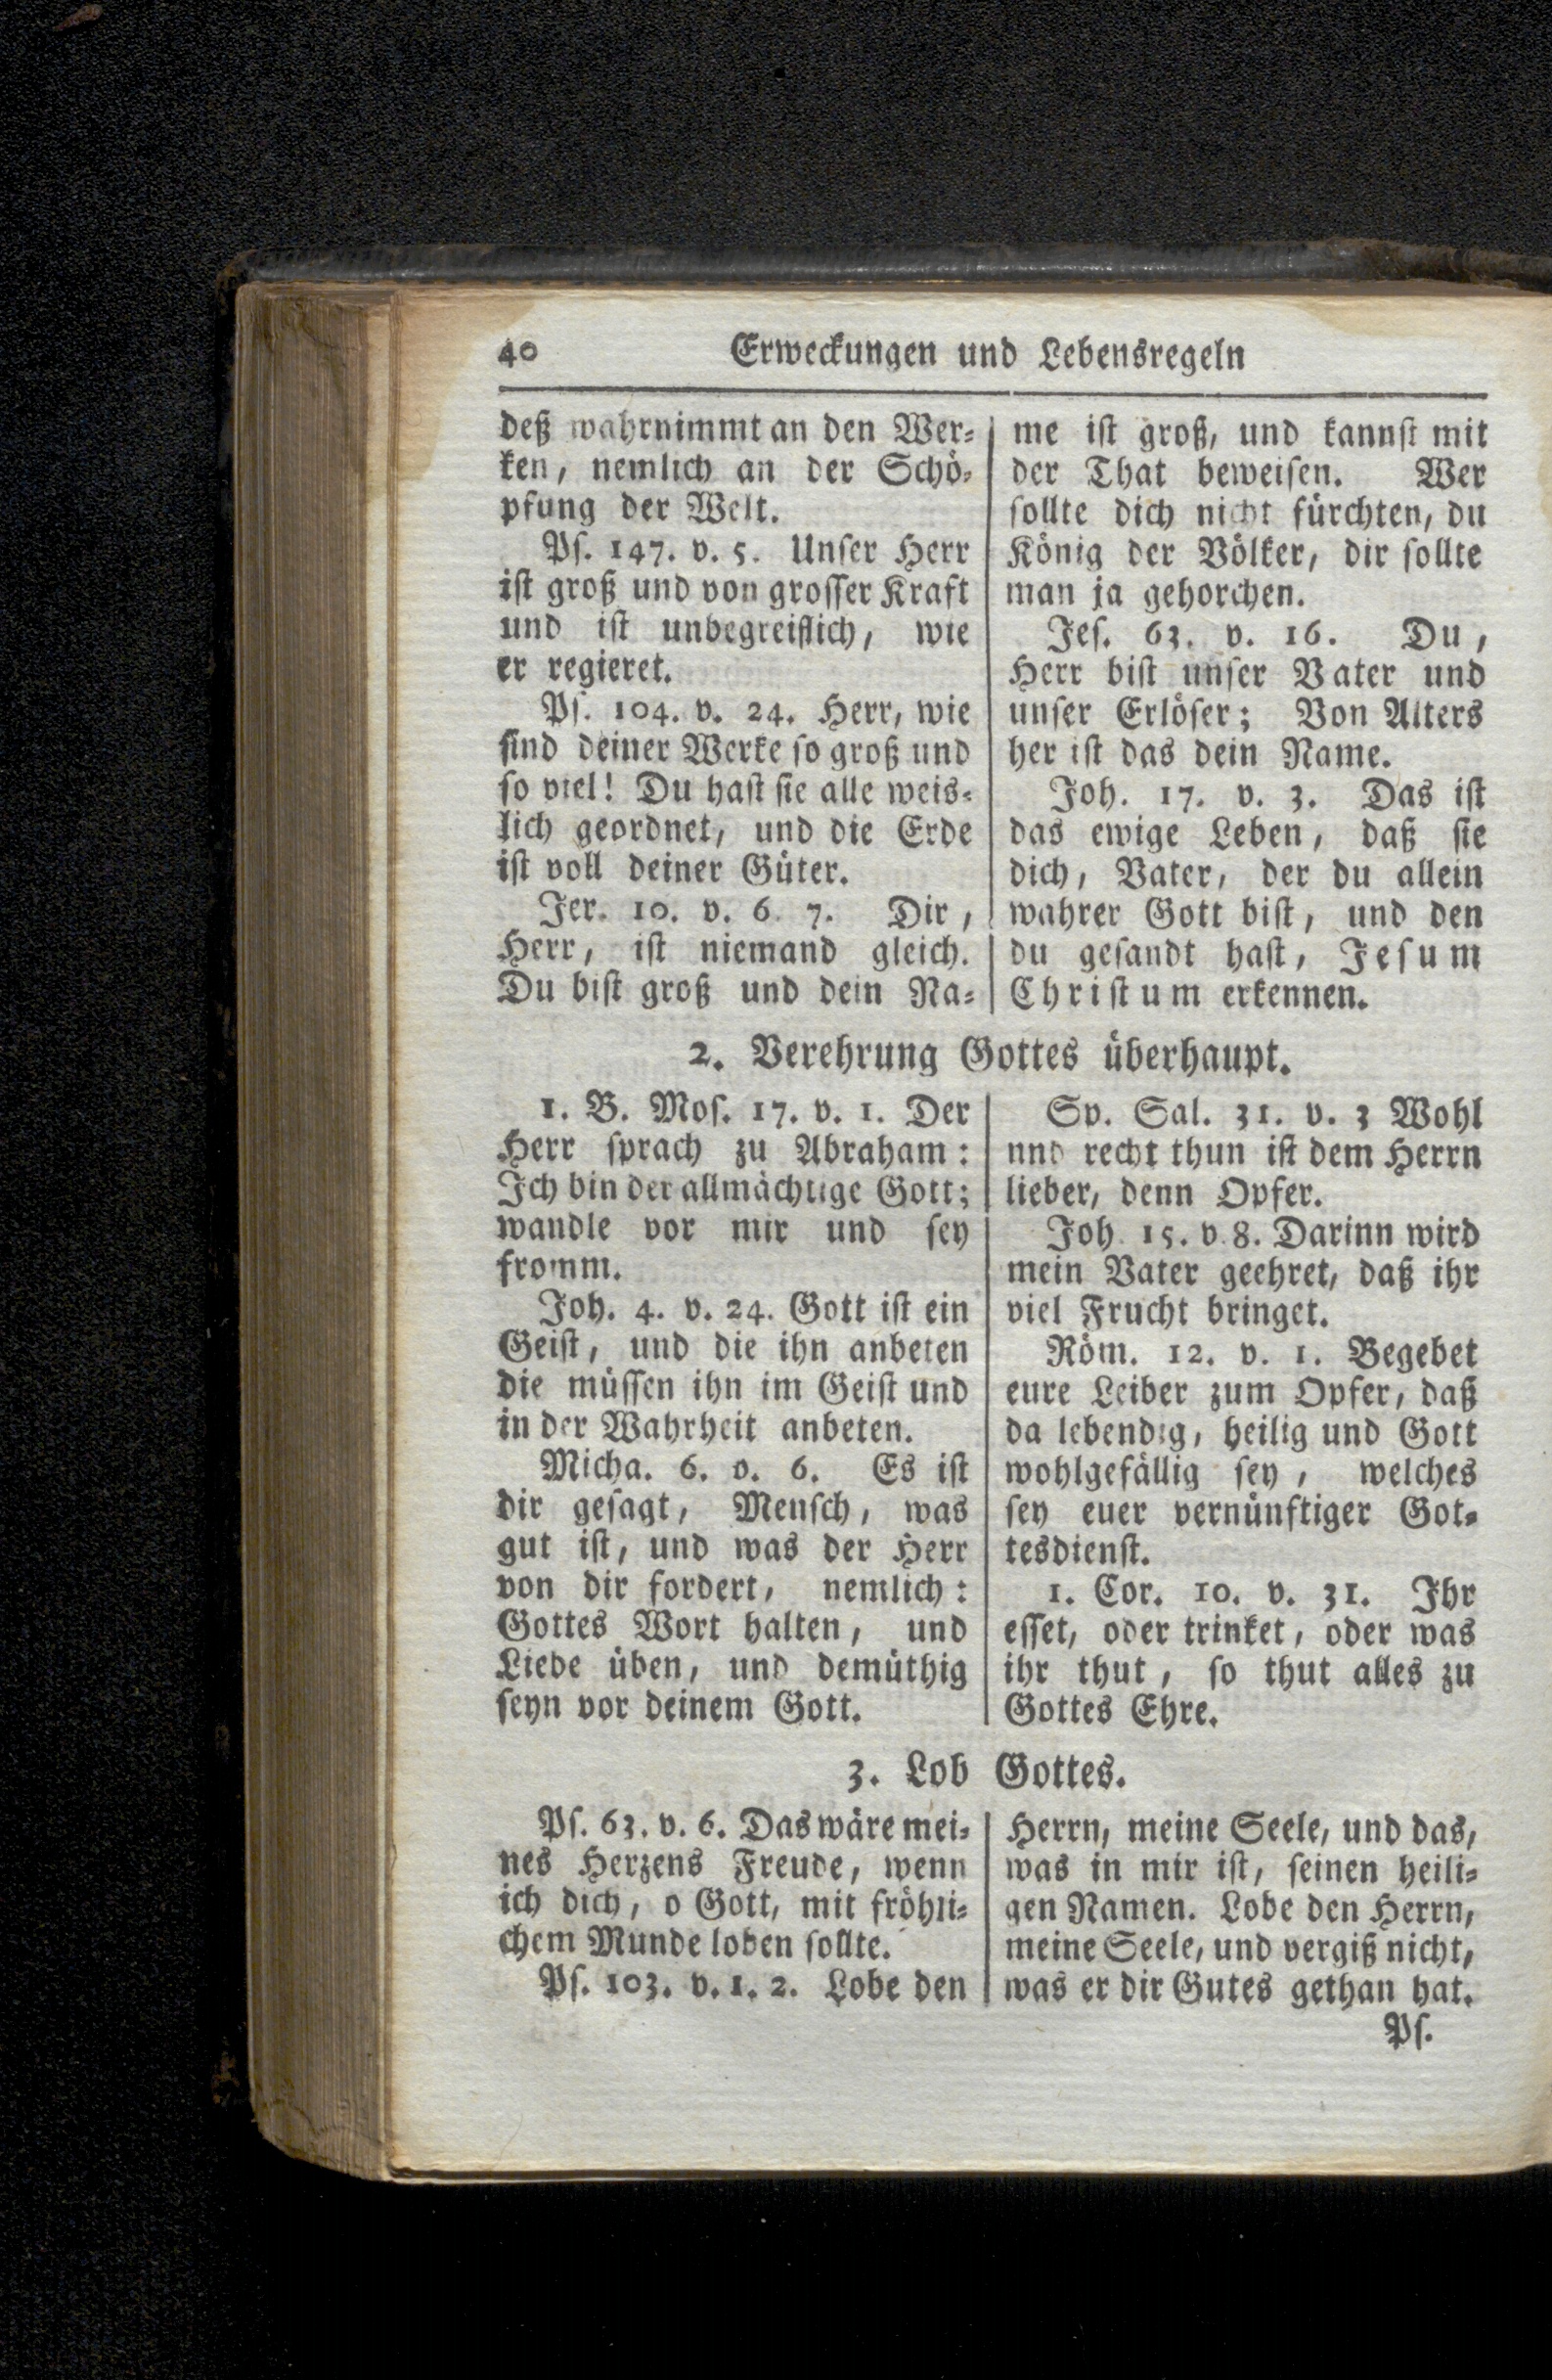 40 Erweckungen und Lebensregeln
deß wahrnimmt an den Wer-
ken, nemlich an der Schö-
pfung der Welt.
Pſ. 147. v. 5. Unſer Herr
iſt groß und von groſſer Kraft
und iſt unbegreiflich, wie
er regieret.
Pſ. 104. v. 24. Herr, wie
ſind deiner Werke ſo groß und
ſo viel! Du haſt ſie alle weis-
lich geordnet, und die Erde
iſt voll deiner Güter.
Jer. 10. v. 6. 7. Dir,
Herr, iſt niemand gleich.
Du biſt groß und dein Na-
me iſt groß, und kannſt mit
der That beweiſen. Wer
ſollte dich nicht fürchten, du
König der Völker, dir ſollte
man ja gehorchen.
Jeſ. 63. v. 16. Du,
Herr biſt unſer Vater und
unſer Erlöſer; Von Alters
her iſt das dein Name.
Joh. 17. v. 3. Das iſt
das ewige Leben, daß ſie
dich, Vater, der du allein
wahrer Gott biſt, und den
du geſandt haſt, Jeſum
Chriſtum erkennen.
2. Verehrung Gottes überhaupt.
1. B. Moſ. 17. v. 1. Der
Herr ſprach zu Abraham:
Ich bin der allmächtige Gott;
wandle vor mir und ſey
fromm.
Joh. 4. v. 24. Gott iſt ein
Geiſt, und die ihn anbeten
die müſſen ihn im Geiſt und
in der Wahrheit anbeten.
Micha. 6. v. 6. Es iſt
dir geſagt, Menſch, was
gut iſt, und was der Herr
von dir fordert, nemlich:
Gottes Wort halten, und
Liebe üben, und demüthig
ſeyn vor deinem Gott.
Sp. Sal. 31. v. 3 Wohl
nnd recht thun iſt dem Herrn
lieber, denn Opfer.
Joh. 15. v. 8. Darinn wird
mein Vater geehret, daß ihr
viel Frucht bringet.
Röm. 12. v. 1. Begebet
eure Leiber zum Opfer, daß
da lebendig, heilig und Gott
wohlgefällig ſey, welches
ſey euer vernünftiger Got-
tesdienſt.
1. Cor. 10. v. 31. Ihr
eſſet, oder trinket, oder was
ihr thut, ſo thut alles zu
Gottes Ehre.
3. Lob Gottes.
Pſ. 63. v. 6. Das wäre mei-
nes Herzens Freude, wenn
ich dich, o Gott, mit fröhli-
chem Munde loben ſollte.
Pſ. 103. v. 1. 2. Lobe den
Herrn, meine Seele, und das,
was in mir iſt, ſeinen heili-
gen Namen. Lobe den Herrn,
meine Seele, und vergiß nicht,
was er dir Gutes gethan hat.
Pſ.